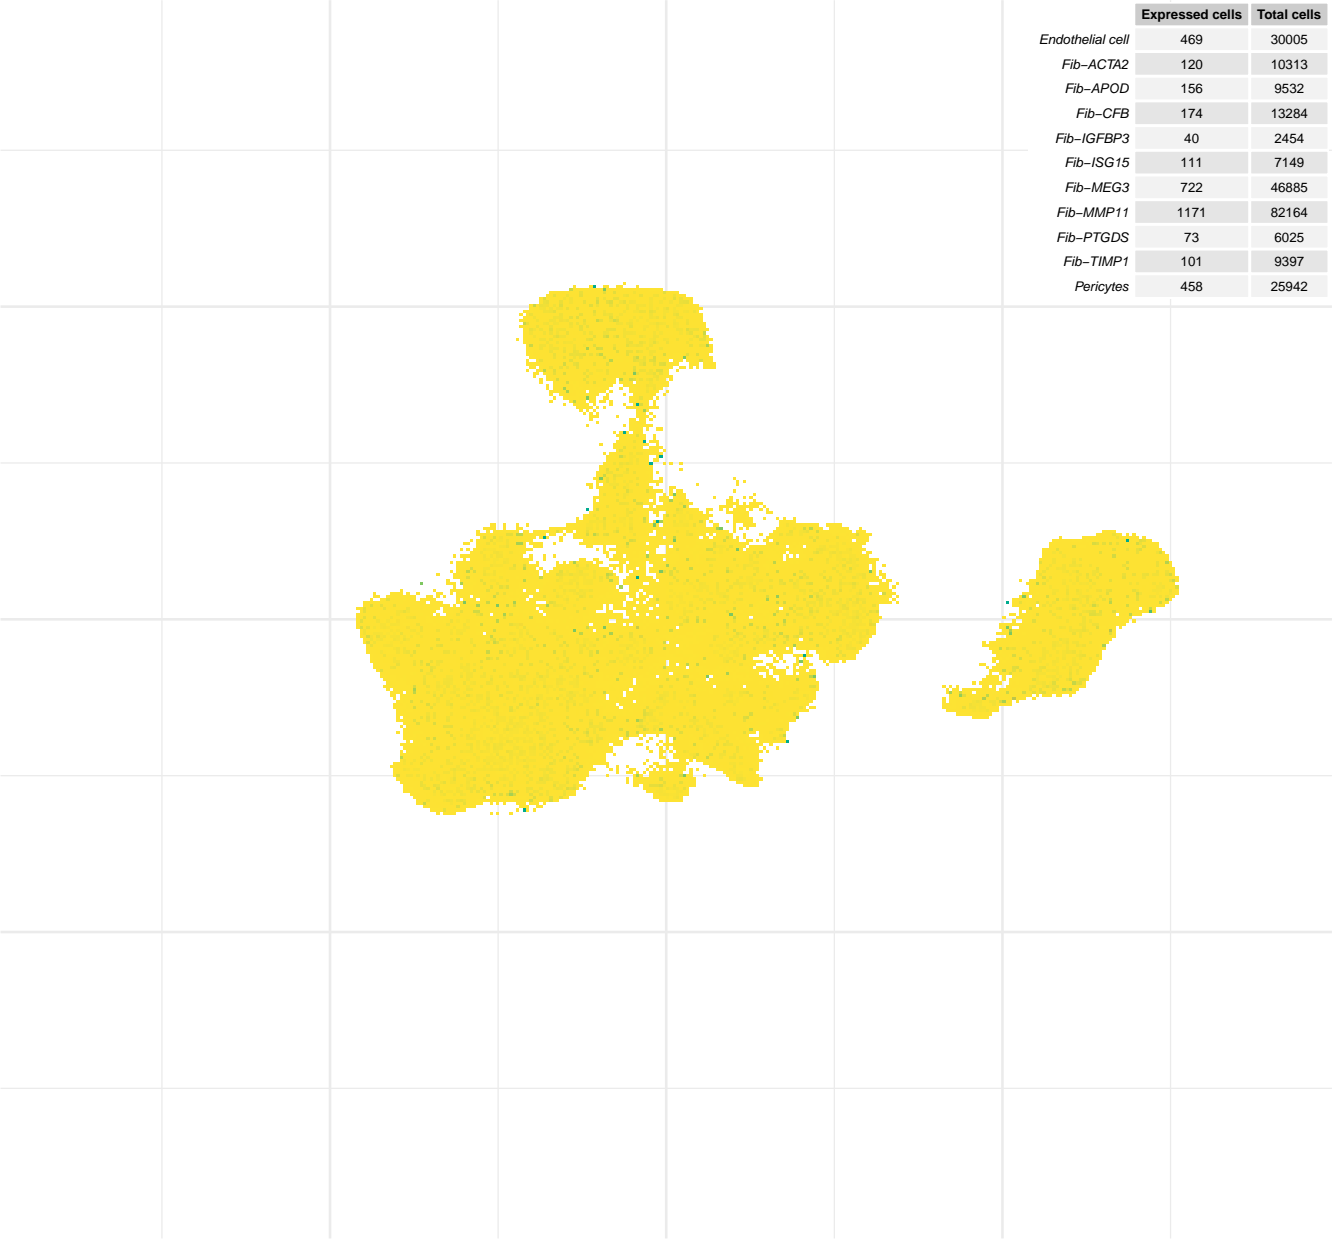 Expressed cells Total cells
Endothelial cell 469 30005
Fib−ACTA2 120 10313
Fib−APOD 156 9532
Fib−CFB 174 13284
Fib−IGFBP3 40 2454
Fib−ISG15 111 7149
Fib−MEG3 722 46885
Fib−MMP11 1171 82164
Fib−PTGDS 73 6025
Fib−TIMP1 101 9397
Pericytes 458 25942